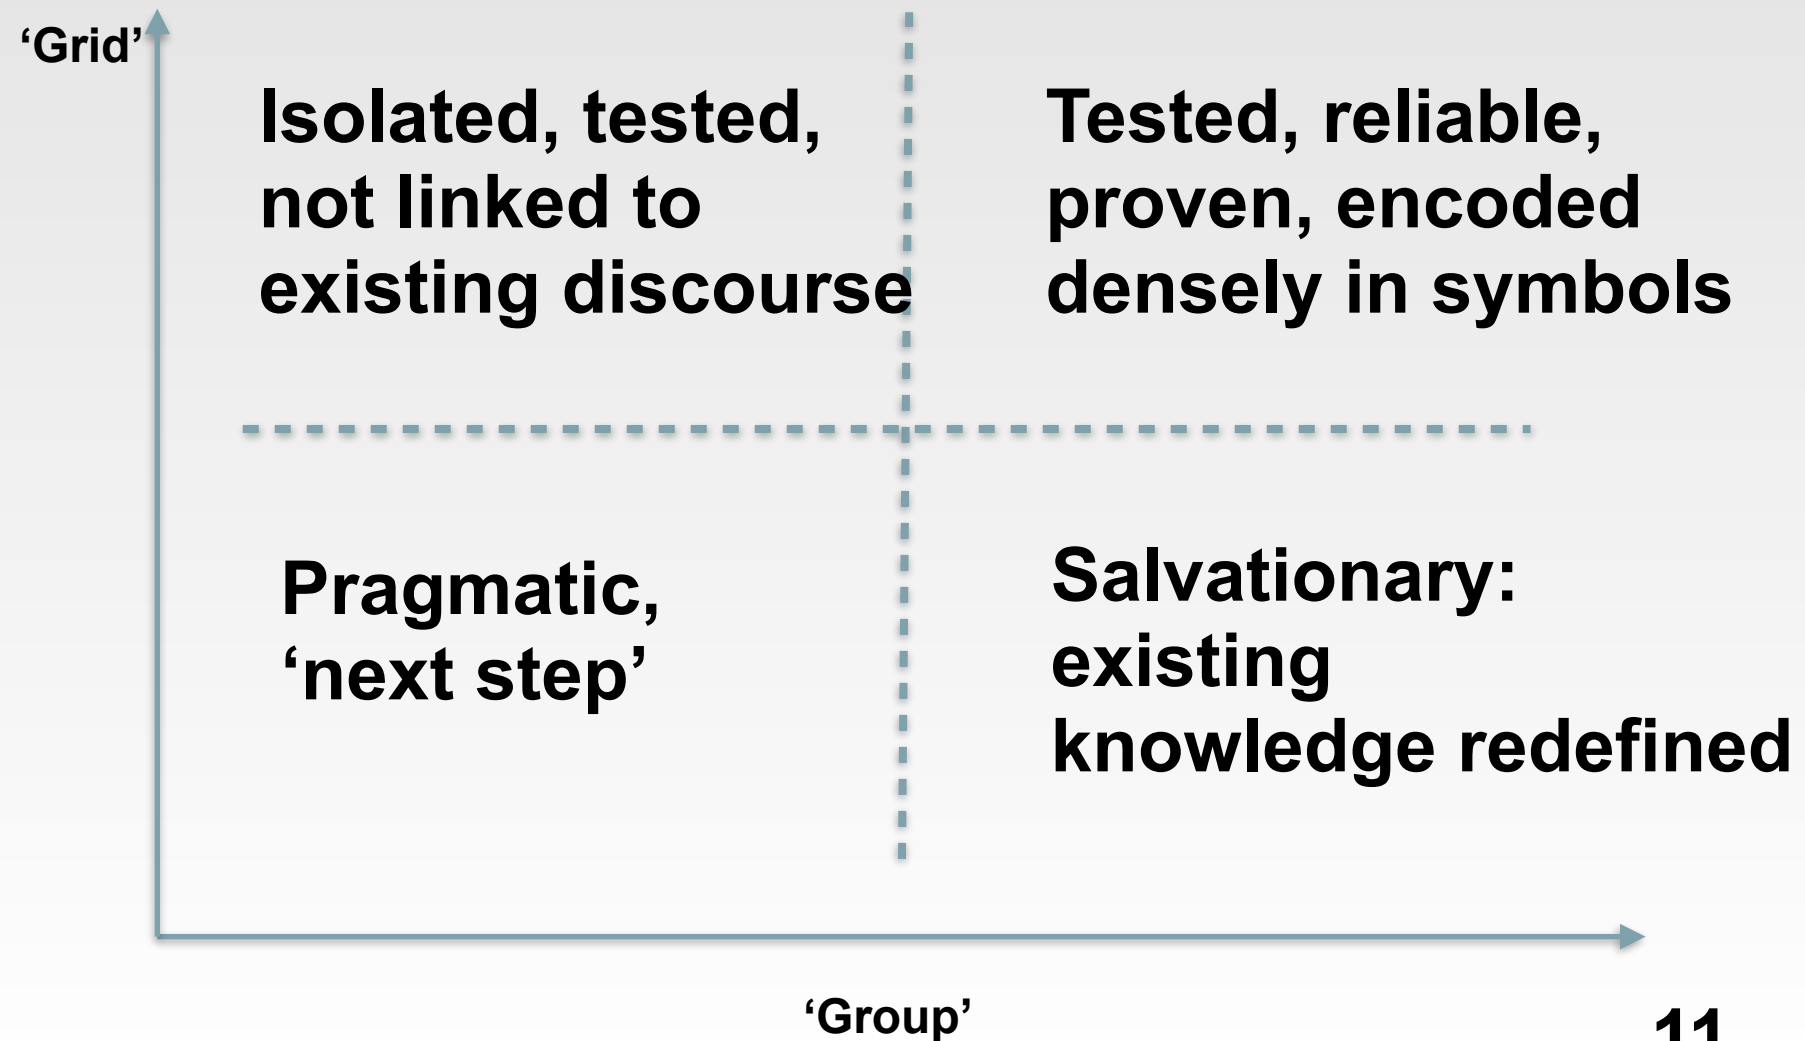 ‘Grid’
Isolated, tested,
not linked to
existing discourse
Tested, reliable,
proven, encoded
densely in symbols
Pragmatic,
‘next step’
Salvationary:
existing
knowledge redefined
‘Group’
11